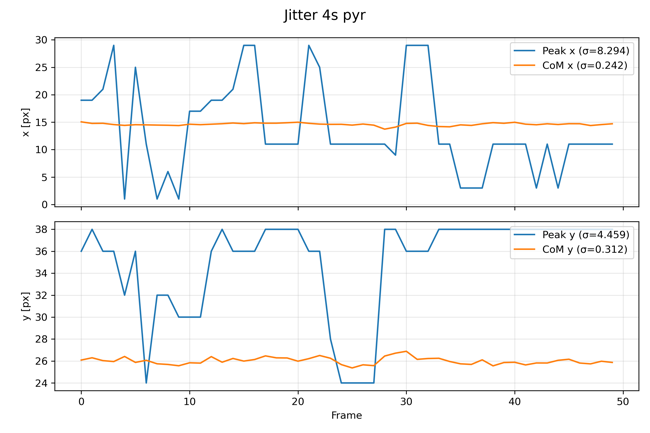 Jitter 4s pyr
30
25
20
15
10
5
0
x [px]
Peak x (σ=8.294)
CoM x (σ=0.242)
38
36
34
32
30
28
26
24
y [px]
Peak y (σ=4.459)
CoM y (σ=0.312)
0 10 20 30 40 50
Frame